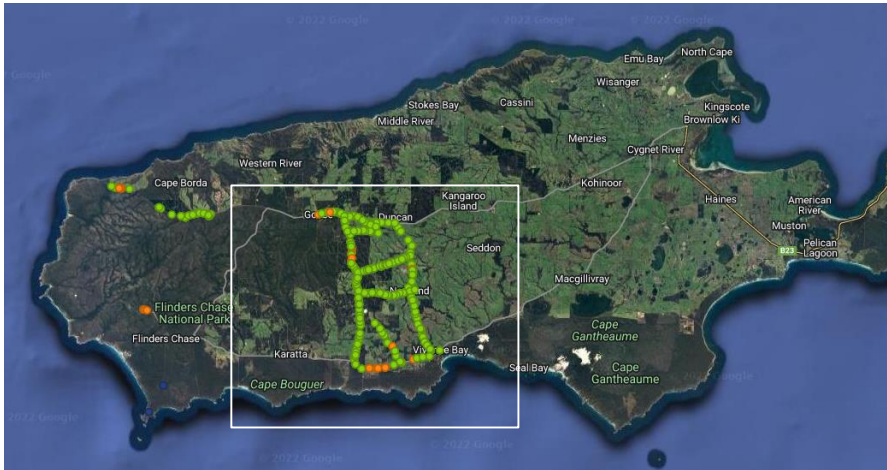 © 2022 Google
© 2022 Google
Google
North Cape
Emu Bay
Wisanger
Cassini
Stokes Bay
Middle River
Kingscote
Brownlow Ki
Menzies
Cygnet River
Western River
Cape Borda
Kohinoor
Kangaroo
Island
Haines
American
River
Duncan
Muston
Seddon
Pelican
Lagoon
B23
Macgillivray
Flinders Chase
National Park
Flinders Chase
Cape
Gantheaume
Karatta
Seal Bay
Cape
Gantheaume
Cape Bouguer
© 2022 Google